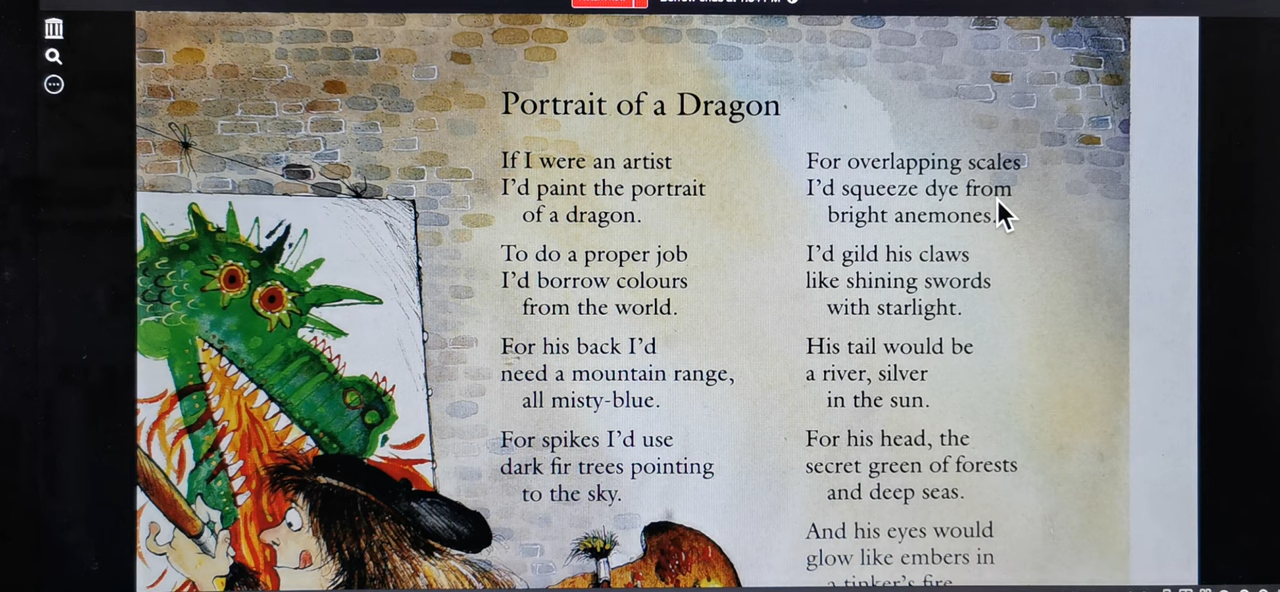 Portrait of a Dragon
If I were an artist
I'd paint the portrait
of a dragon.
To do a proper job
I'd borrow colours
from the world.
For his back I'd
need a mountain range,
all misty-blue.
For spikes I'd use
dark fir trees pointing
to the sky.
For overlapping scales
I'd squeeze dye from
bright anemones.
I'd gild his claws
like shining swords
with starlight.
His tail would be
a river, silver
in the sun.
For his head, the
secret green of forests
and deep seas.
And his eyes would
glow like embers in
a tinker's fire